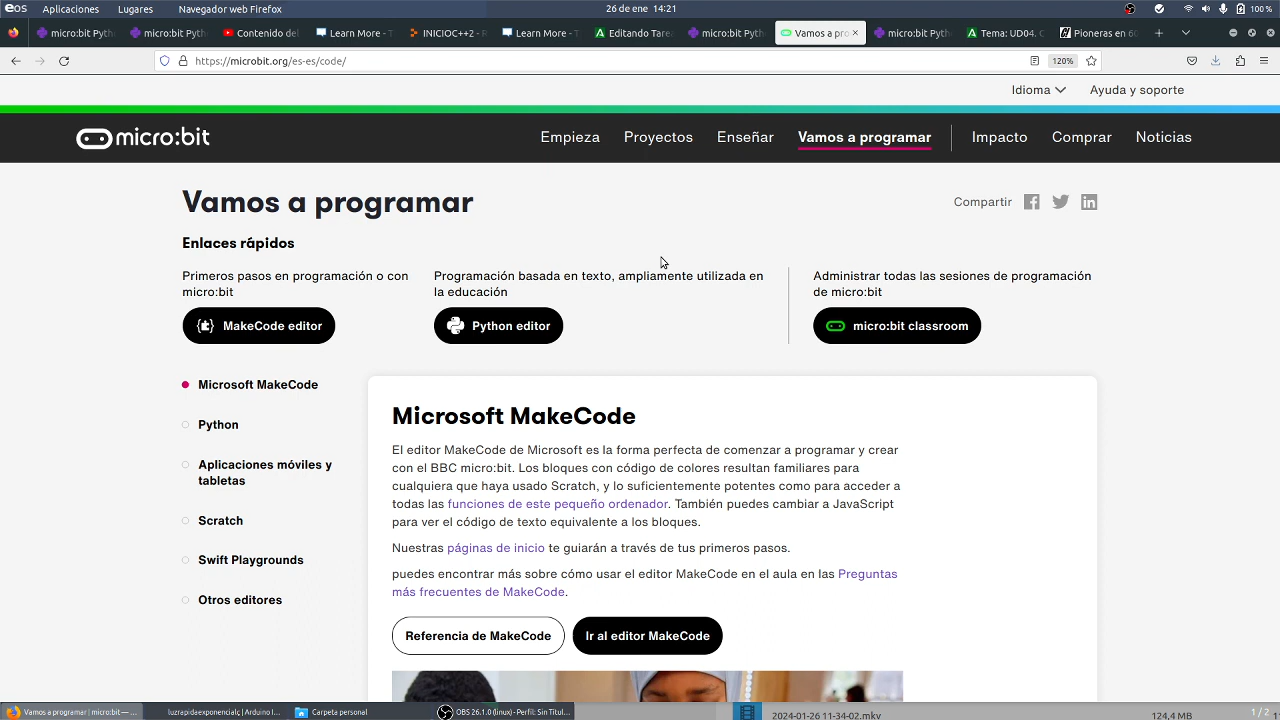 eos Aplicaciones Lugares Navegador web Firefox 26 de ene 14:21 100 %
micro:bit Pyth micro:bit Pyth Contenido del Learn More - T INICIOC++2 - R Learn More - T Editando Tarea micro:bit Pyth Vamos a pro micro:bit Pyth Tema: UD04. C Pioneras en 60
https://microbit.org/es-es/code/ 120%
Idioma Ayuda y soporte
micro:bit Empieza Proyectos Enseñar Vamos a programar Impacto Comprar Noticias
Vamos a programar
Compartir
Enlaces rápidos
Primeros pasos en programación o con
micro:bit
MakeCode editor
Programación basada en texto, ampliamente utilizada en
la educación
Python editor
Administrar todas las sesiones de programación
de micro:bit
micro:bit classroom
Microsoft MakeCode
Python
Aplicaciones móviles y
tabletas
Scratch
Swift Playgrounds
Otros editores
Microsoft MakeCode
El editor MakeCode de Microsoft es la forma perfecta de comenzar a programar y crear
con el BBC micro:bit. Los bloques con código de colores resultan familiares para
cualquiera que haya usado Scratch, y lo suficientemente potentes como para acceder a
todas las funciones de este pequeño ordenador. También puedes cambiar a JavaScript
para ver el código de texto equivalente a los bloques.
Nuestras páginas de inicio te guiarán a través de tus primeros pasos.
puedes encontrar más sobre cómo usar el editor MakeCode en el aula en las Preguntas
más frecuentes de MakeCode.
Referencia de MakeCode Ir al editor MakeCode
Vamos a programar | micro:bit — ... luzrapidaexponencialç | Arduino I... Carpeta personal OBS 26.1.0 (linux) - Perfil: Sin Titul... 2024-01-26 11-34-02.mkv 124,4 MB 1 / 2